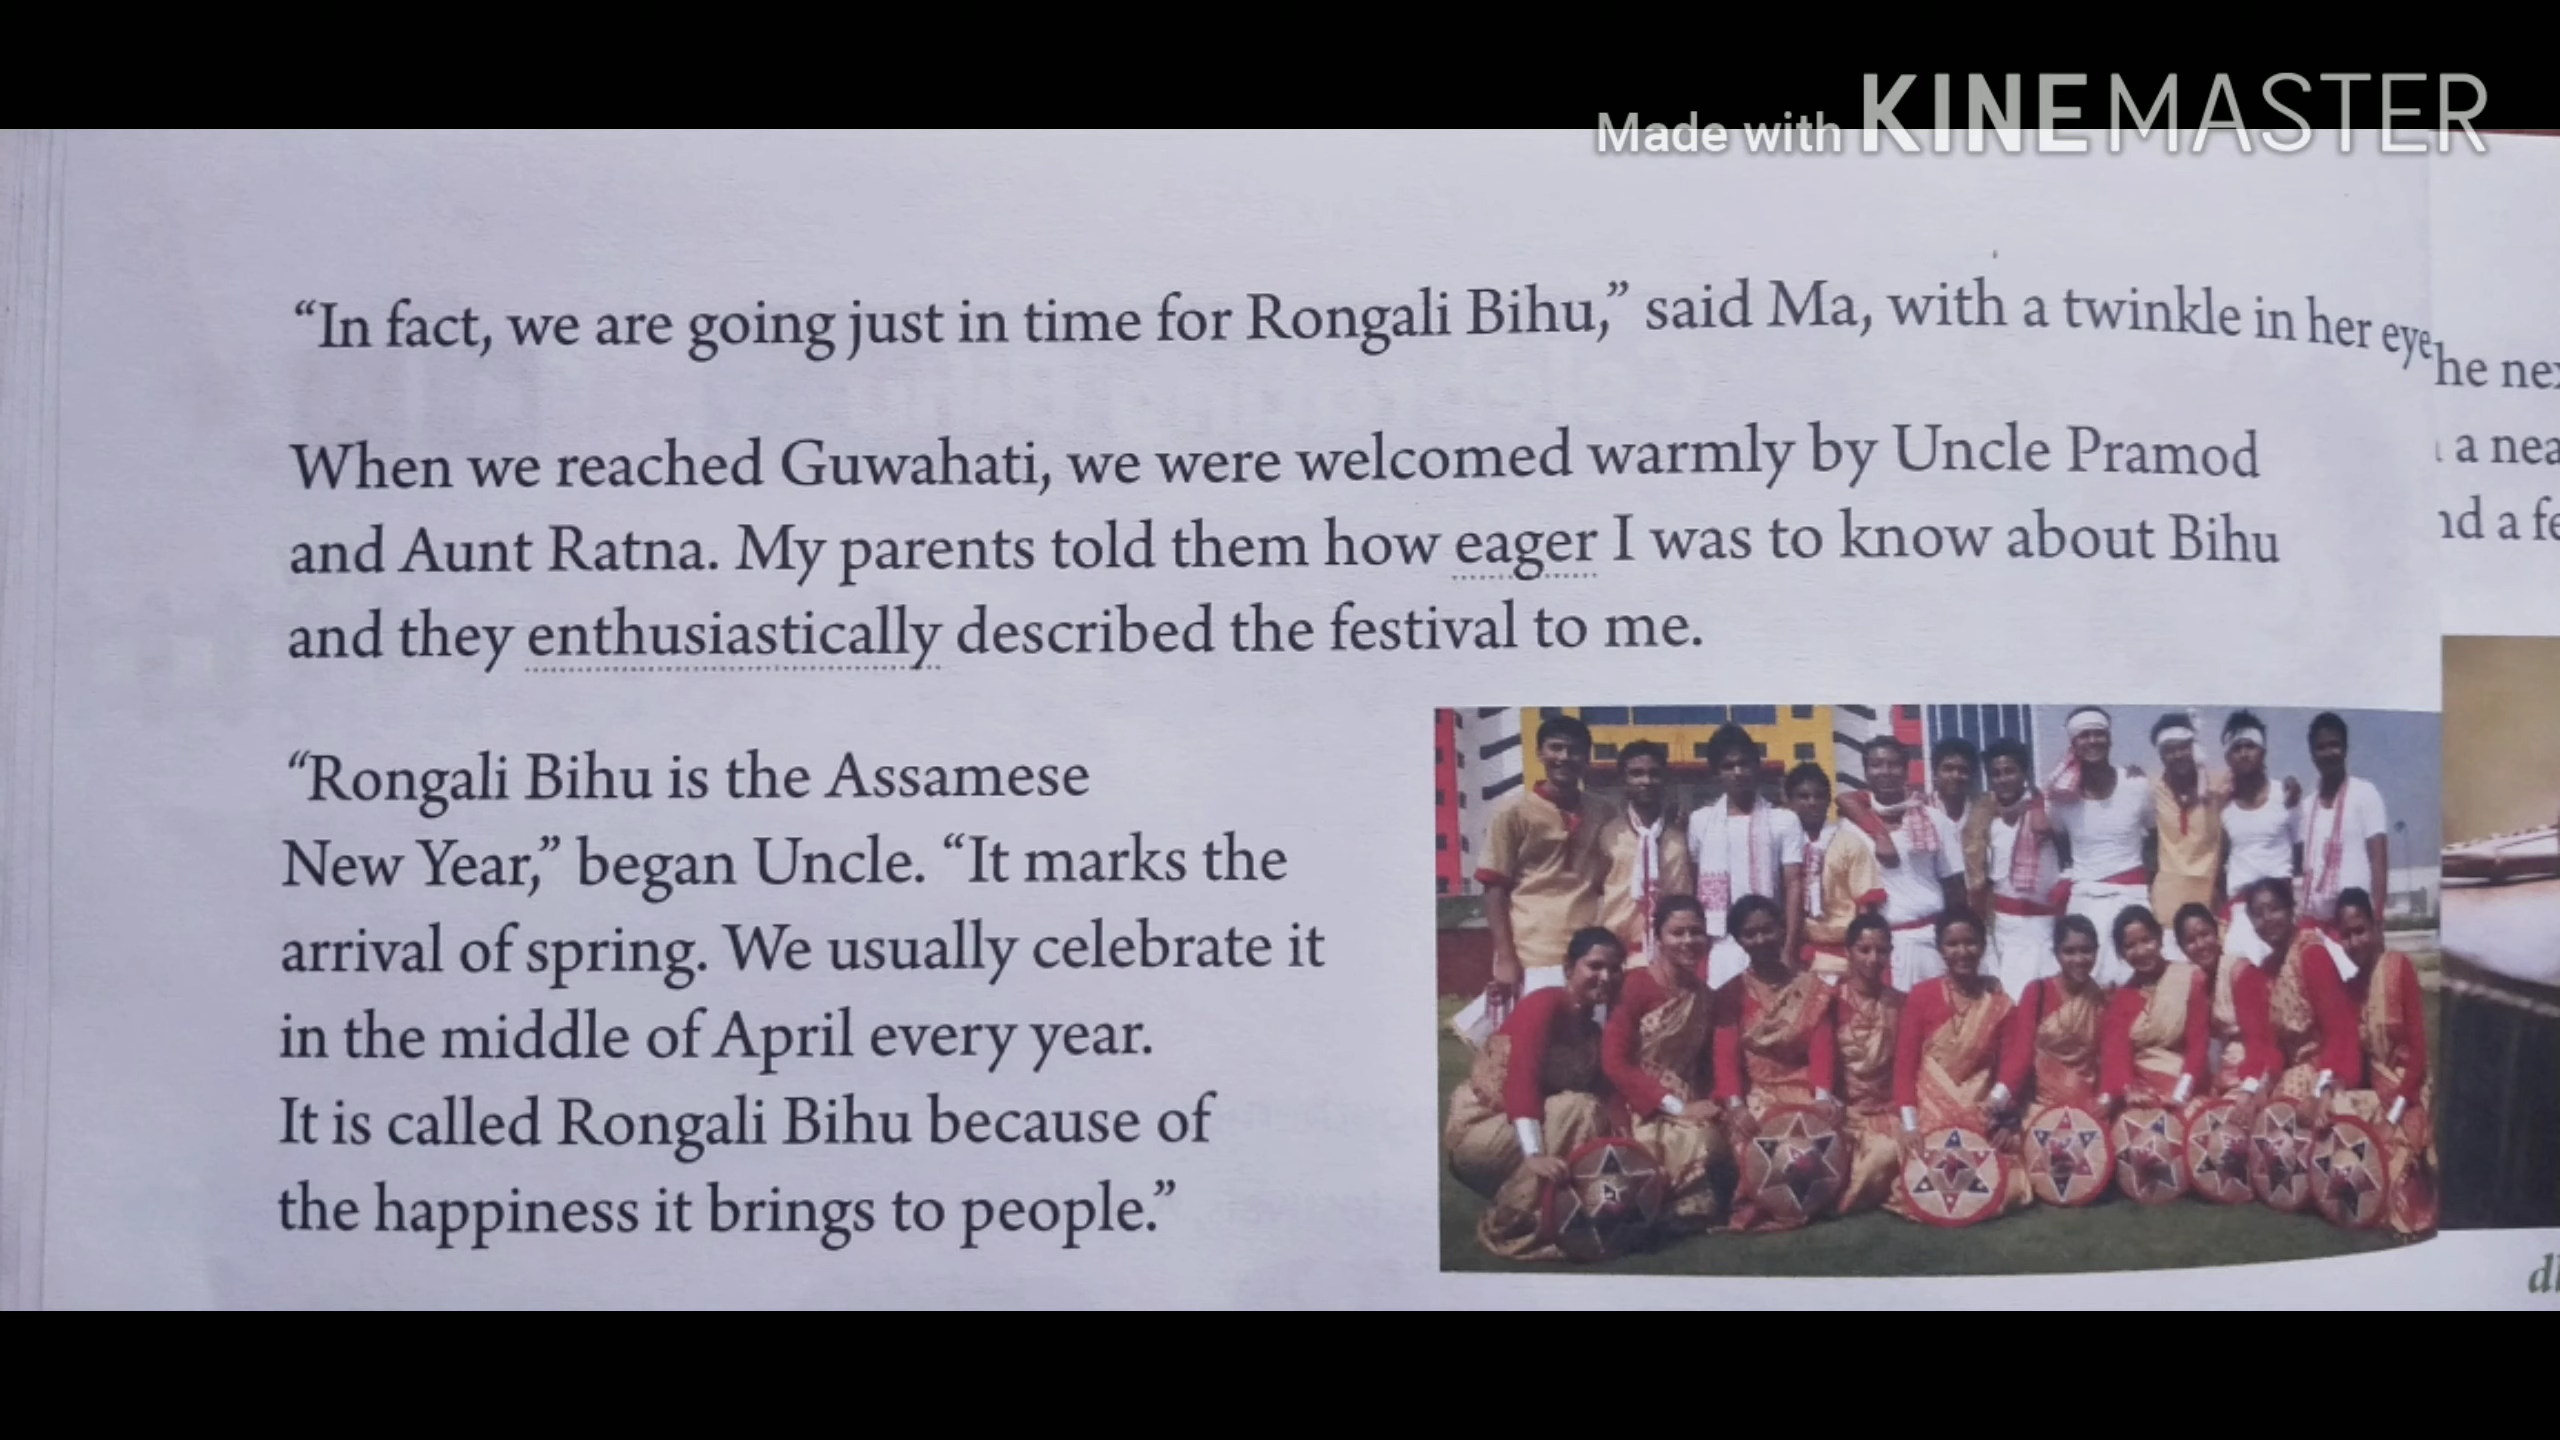 Made with KINEMASTER
“In fact, we are going just in time for Rongali Bihu,” said Ma, with a twinkle in her eye
When we reached Guwahati, we were welcomed warmly by Uncle Pramod
and Aunt Ratna. My parents told them how eager I was to know about Bihu
and they enthusiastically described the festival to me.
“Rongali Bihu is the Assamese
New Year,” began Uncle. “It marks the
arrival of spring. We usually celebrate it
in the middle of April every year.
It is called Rongali Bihu because of
the happiness it brings to people.”
a
a